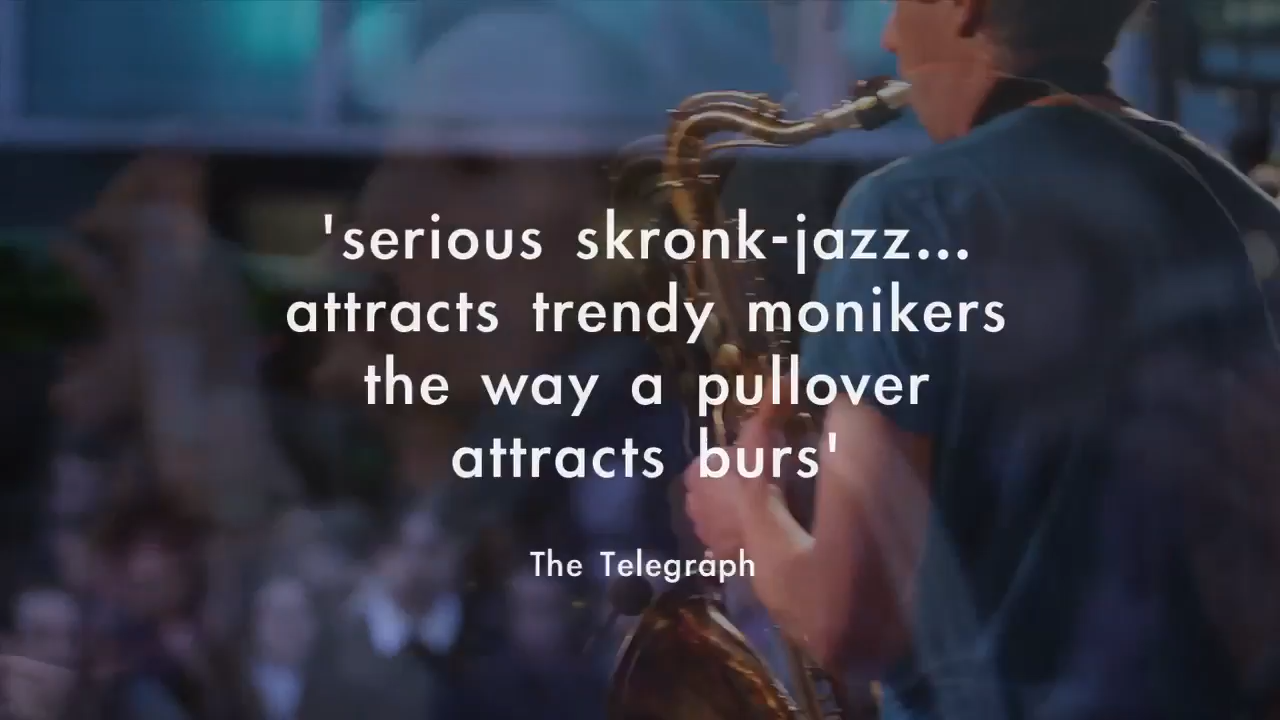 'serious skronk-jazz...
attracts trendy monikers
the way a pullover
attracts burs'
The Telegraph